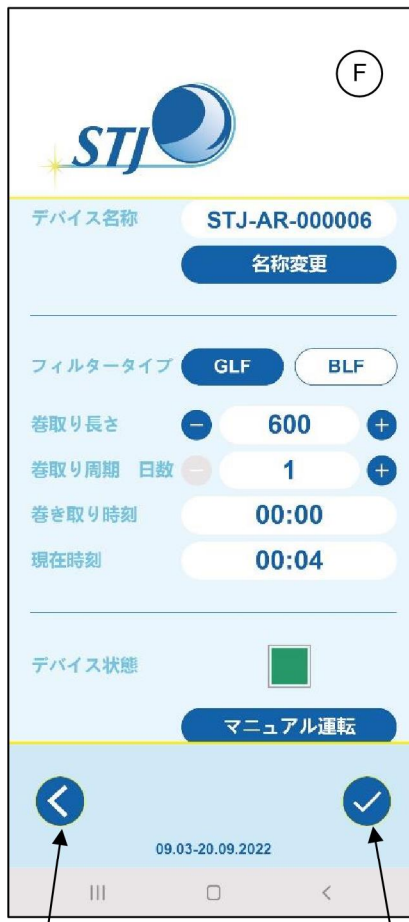 F
STJ
デバイス名称 STJ-AR-000006
名称変更
フィルタータイプ GLF BLF
巻取り長さ − 600 +
巻取り周期 日数 − 1 +
巻き取り時刻 00:00
現在時刻 00:04
デバイス状態
マニュアル運転
09.03-20.09.2022